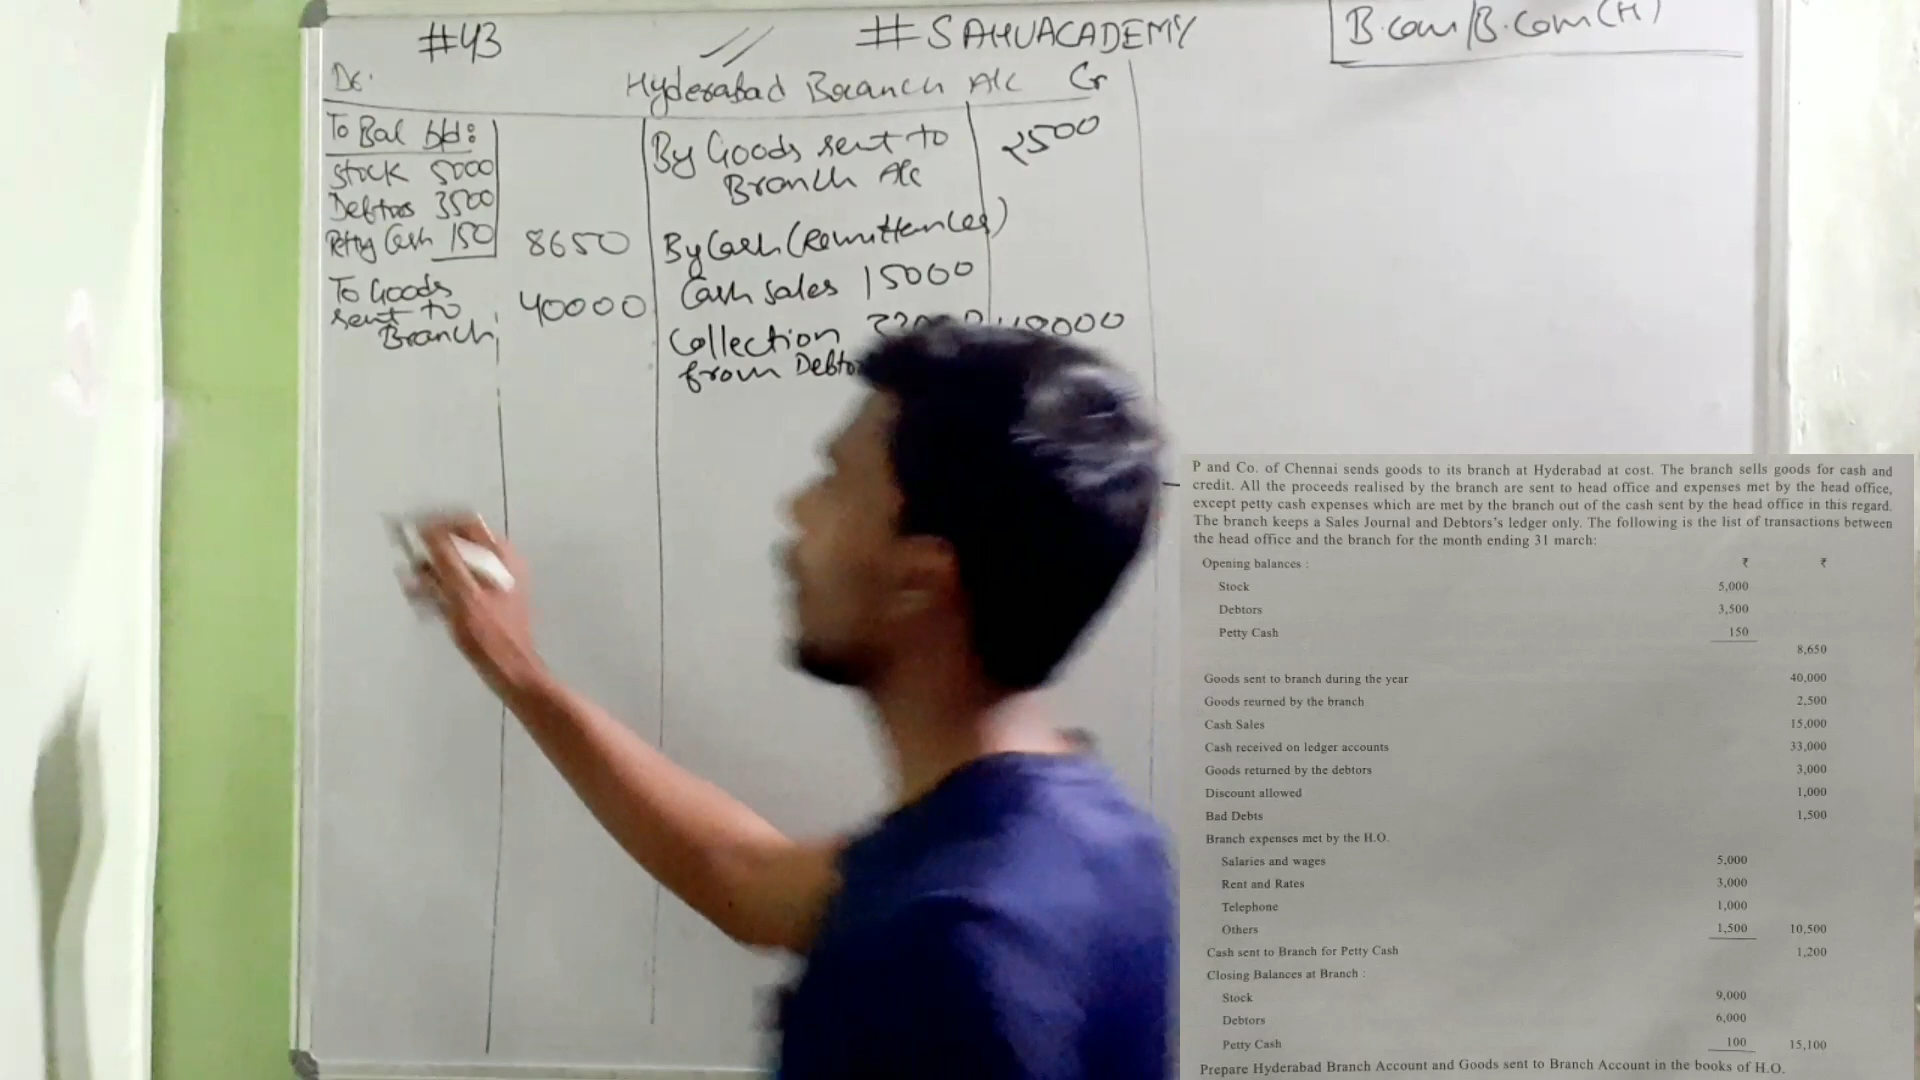 #43
# SAHUACADEMY
B.com/B.Com(H)
Dr.
Hyderabad Branch A/c Cr
To Bal b/d:
Stock 5000
Debtors 3500
Petty Cash 150 8650
To Goods
sent to
Branch 40000
By Goods sent to
Branch A/c 2500
By Cash (Remittances)
Cash Sales 15000
Collection
from
P and Co. of Chennai sends goods to its branch at Hyderabad at cost. The branch sells goods for cash and
credit. All the proceeds realised by the branch are sent to head office and expenses met by the head office,
except petty cash expenses which are met by the branch out of the cash sent by the head office in this regard.
The branch keeps a Sales Journal and Debtors's ledger only. The following is the list of transactions between
the head office and the branch for the month ending 31 march:
Opening balances : ₹ ₹
Stock 5,000
Debtors 3,500
Petty Cash 150
8,650
Goods sent to branch during the year 40,000
Goods reurned by the branch 2,500
Cash Sales 15,000
Cash received on ledger accounts 33,000
Goods returned by the debtors 3,000
Discount allowed 1,000
Bad Debts 1,500
Branch expenses met by the H.O.
Salaries and wages 5,000
Rent and Rates 3,000
Telephone 1,000
Others 1,500 10,500
Cash sent to Branch for Petty Cash 1,200
Closing Balances at Branch :
Stock 9,000
Debtors 6,000
Petty Cash 100 15,100
Prepare Hyderabad Branch Account and Goods sent to Branch Account in the books of H.O.